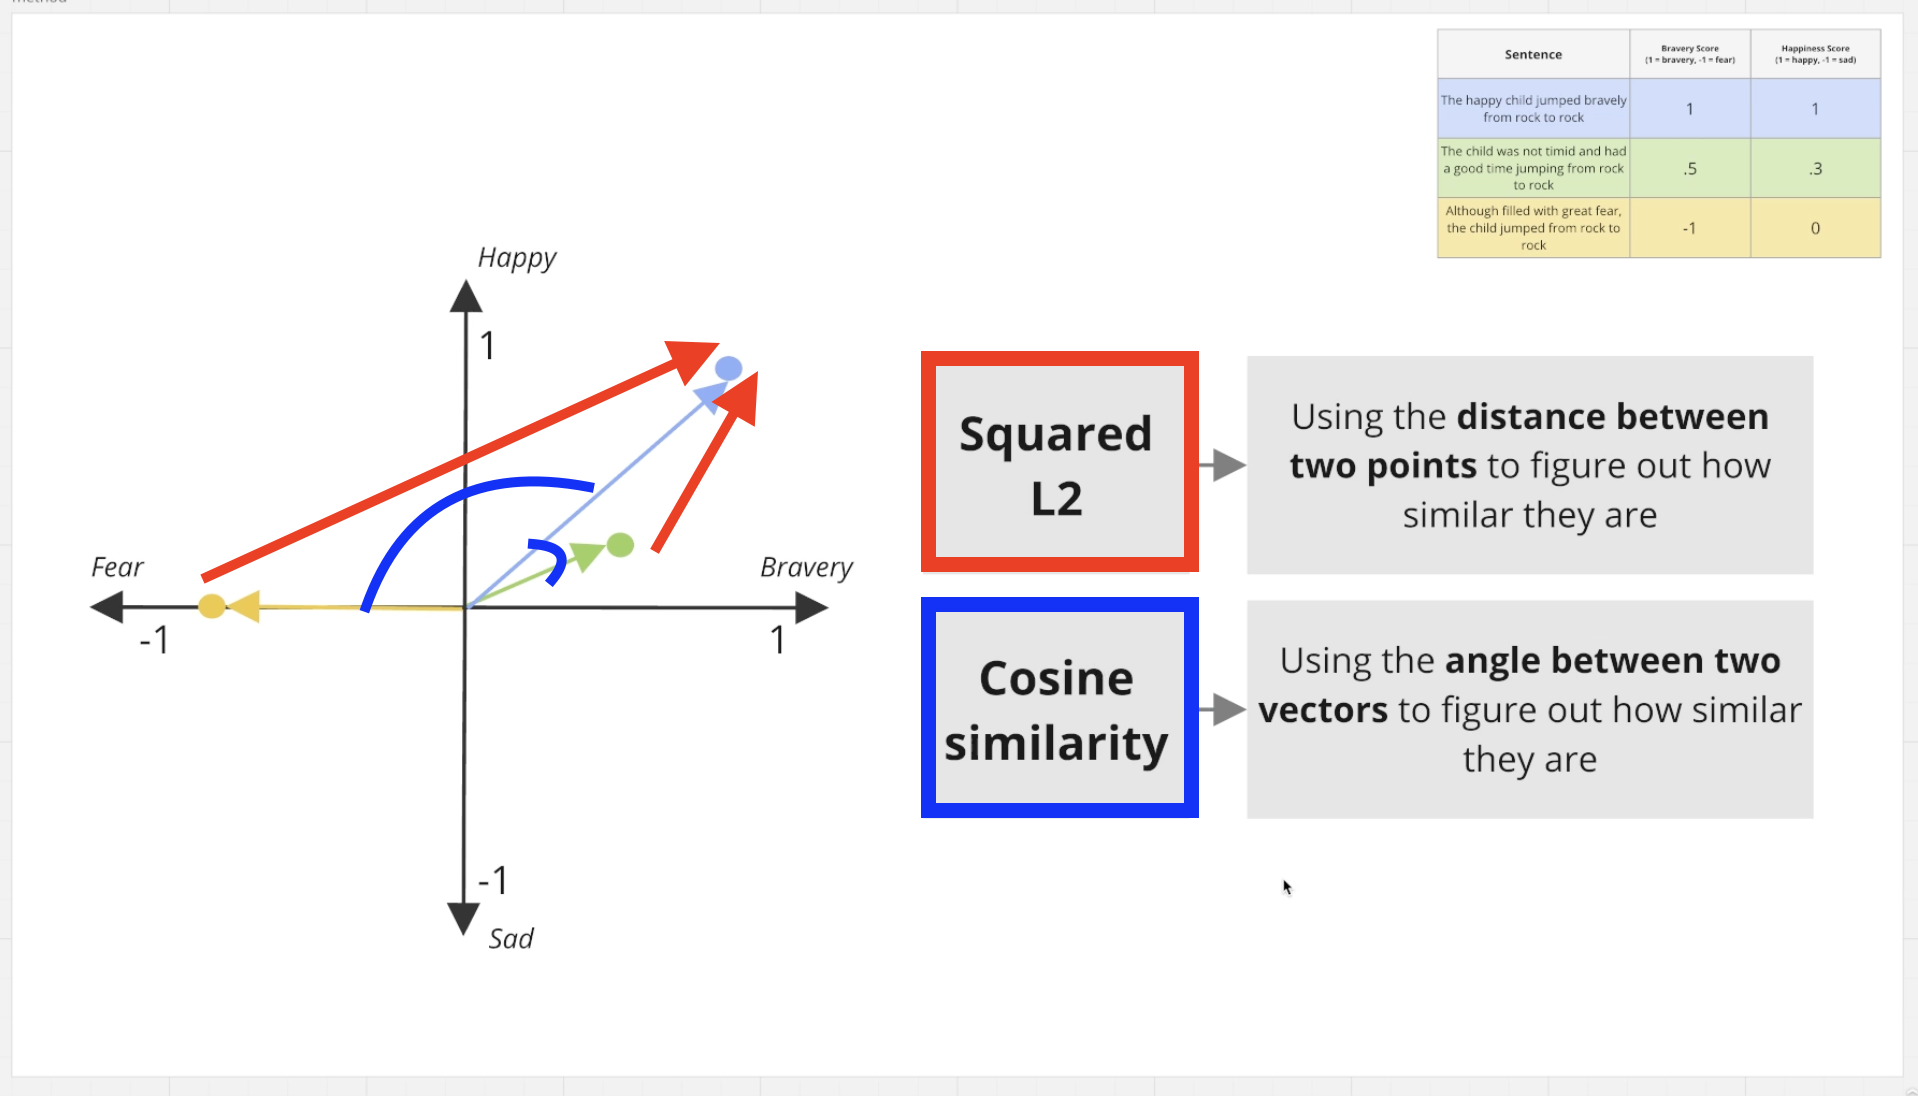 method
Sentence
Bravery Score
(1 = bravery, -1 = fear)
Happiness Score
(1 = happy, -1 = sad)
The happy child jumped bravely
from rock to rock
1
1
The child was not timid and had
a good time jumping from rock
to rock
.5
.3
Although filled with great fear,
the child jumped from rock to
rock
-1
0
Happy
1
Fear
Bravery
-1
1
-1
Sad
Squared
L2
Using the distance between
two points to figure out how
similar they are
Cosine
similarity
Using the angle between two
vectors to figure out how similar
they are